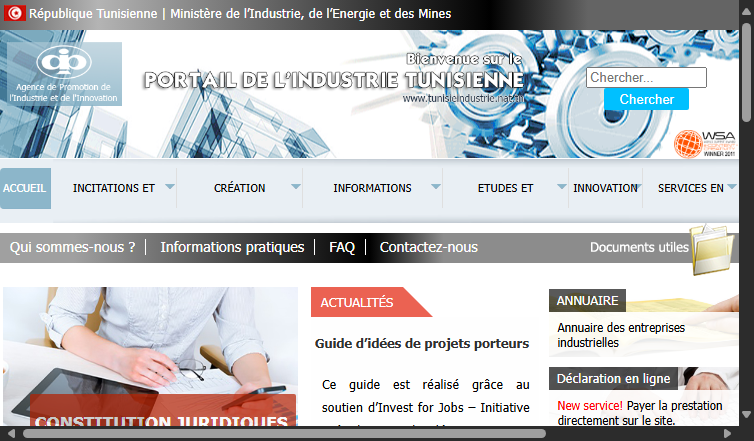 République Tunisienne | Ministère de l'Industrie, de l'Energie et des Mines
Agence de Promotion de
l'Industrie et de l'Innovation
Bienvenue sur le
PORTAIL DE L'INDUSTRIE TUNISIENNE
www.tunisieindustrie.nat.tn
Chercher...
Chercher
WSA
WINNER 2011
ACCUEIL
INCITATIONS ET
CRÉATION
INFORMATIONS
ETUDES ET
INNOVATION
SERVICES EN
Qui sommes-nous ?
Informations pratiques
FAQ
Contactez-nous
Documents utiles
CONSTITUTION JURIDIQUES
ACTUALITÉS
Guide d'idées de projets porteurs
Ce guide est réalisé grâce au
soutien d'Invest for Jobs – Initiative
ANNUAIRE
Annuaire des entreprises
industrielles
Déclaration en ligne
New service! Payer la prestation
directement sur le site.